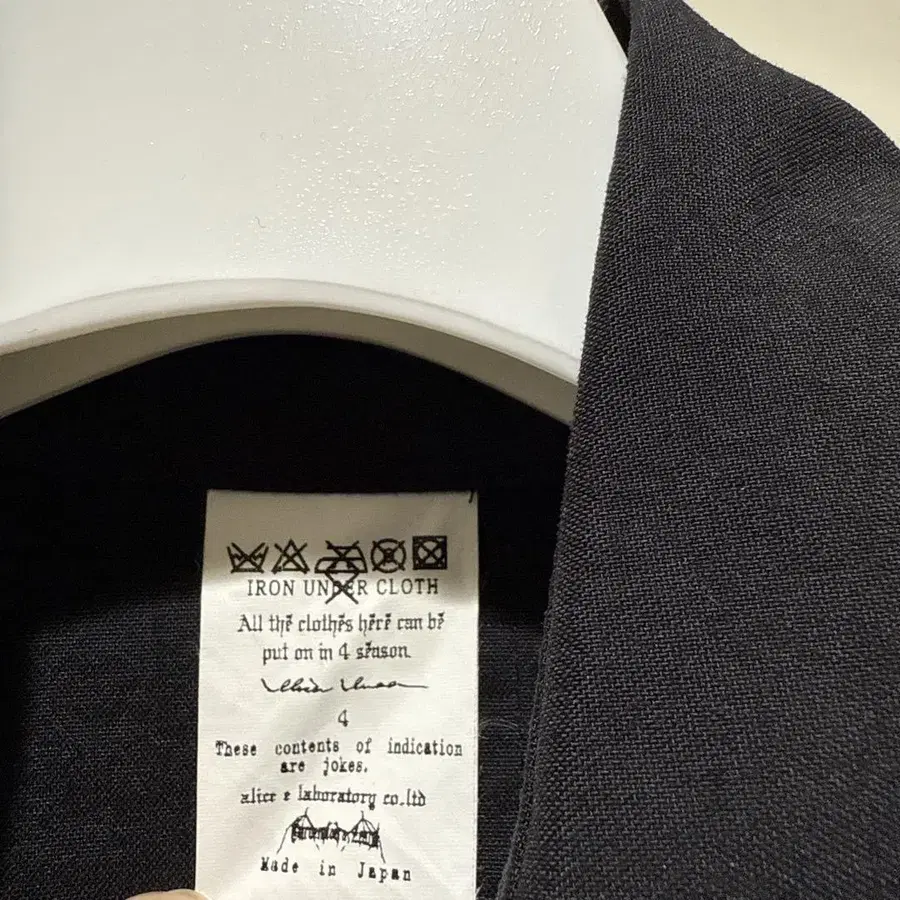 IRON UNDER CLOTH
All the clothes here can be
put on in 4 season.
4
These contents of indication
are jokes.
alice e laboratory co.ltd
Made in Japan